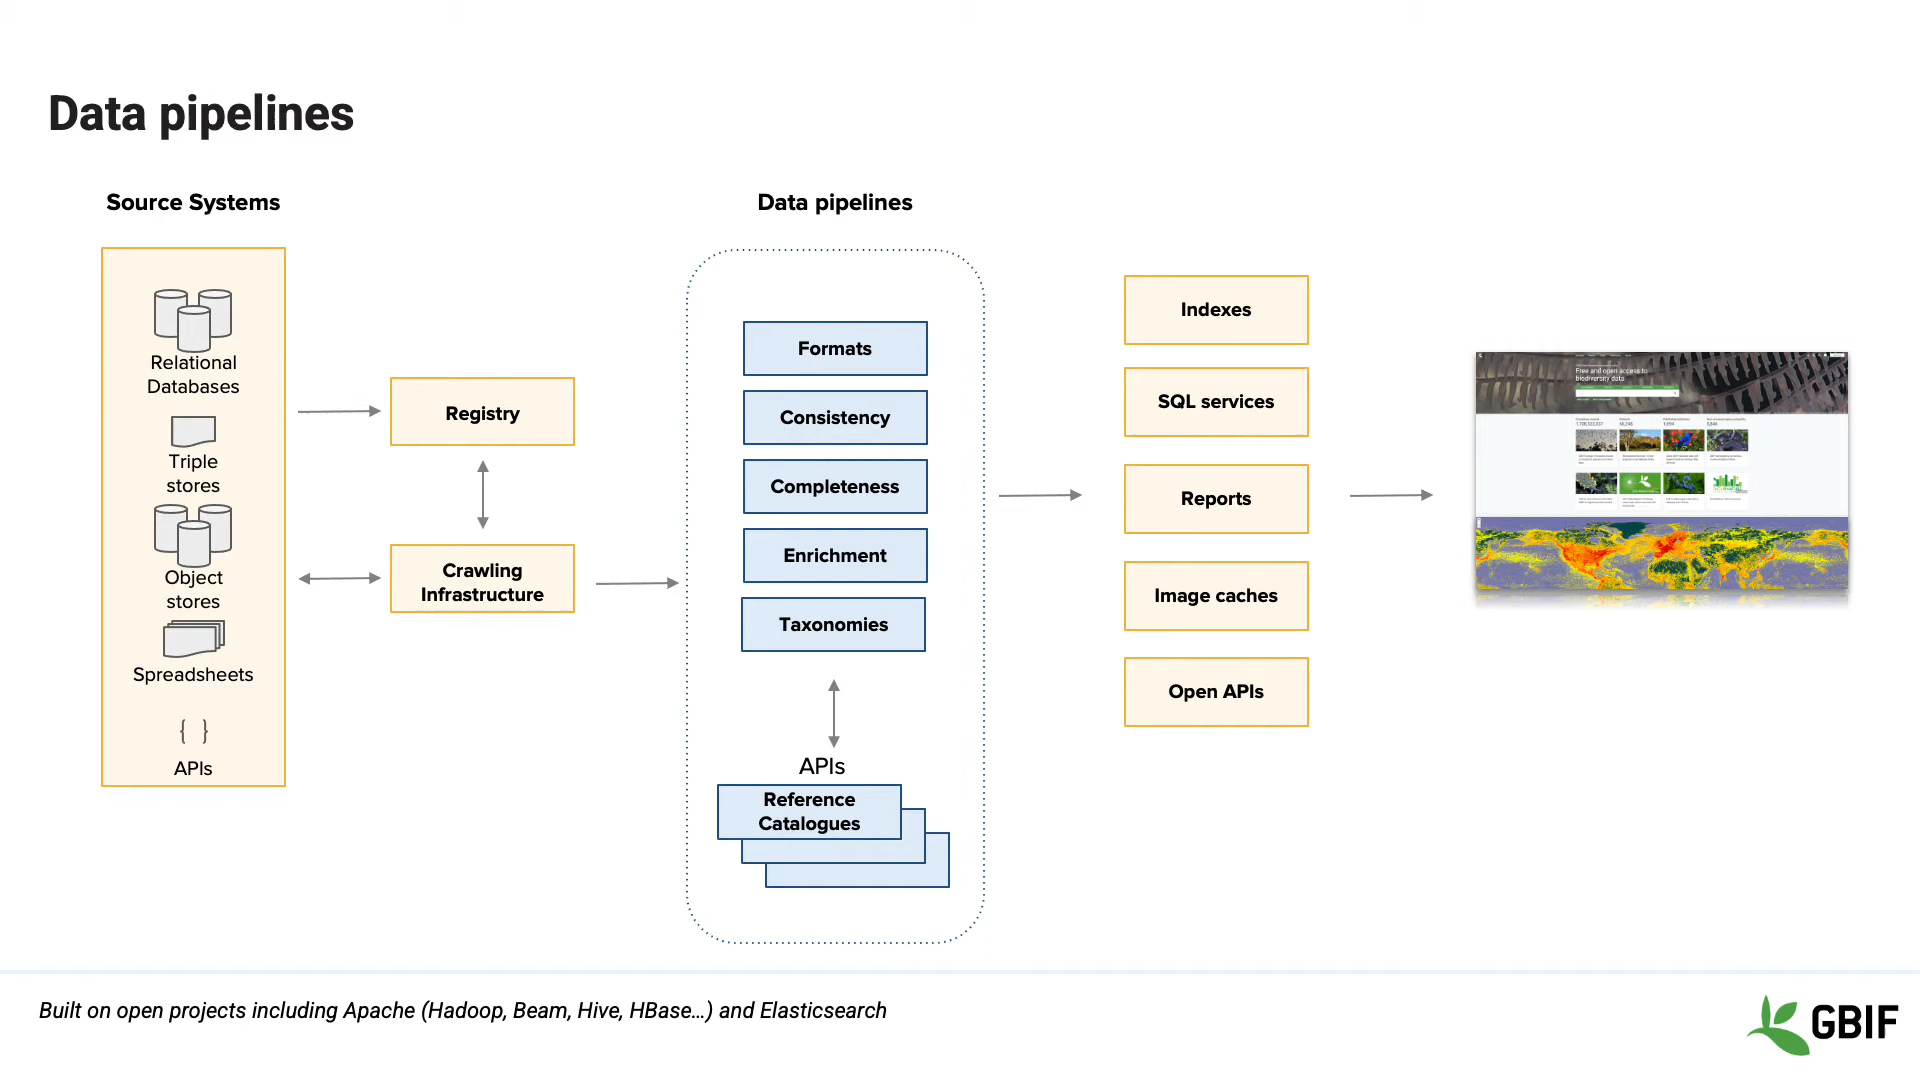 Data pipelines
Source Systems
Relational
Databases
Triple
stores
Object
stores
Spreadsheets
{ }
APIs
Registry
Crawling
Infrastructure
Data pipelines
Formats
Consistency
Completeness
Enrichment
Taxonomies
APIs
Reference
Catalogues
Indexes
SQL services
Reports
Image caches
Open APIs
Free and open access to
biodiversity data
Built on open projects including Apache (Hadoop, Beam, Hive, HBase...) and Elasticsearch
GBIF